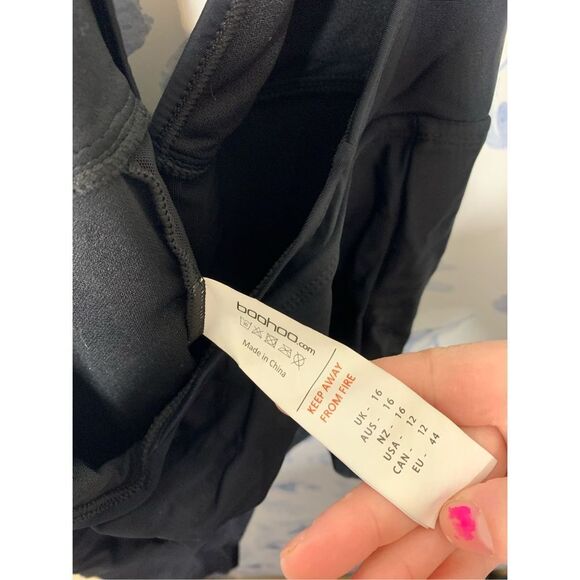 boohoo.com
Made in China
KEEP AWAY
FROM FIRE
UK - 16
AUS - 16
NZ - 16
USA - 12
CAN - 12
EU - 44